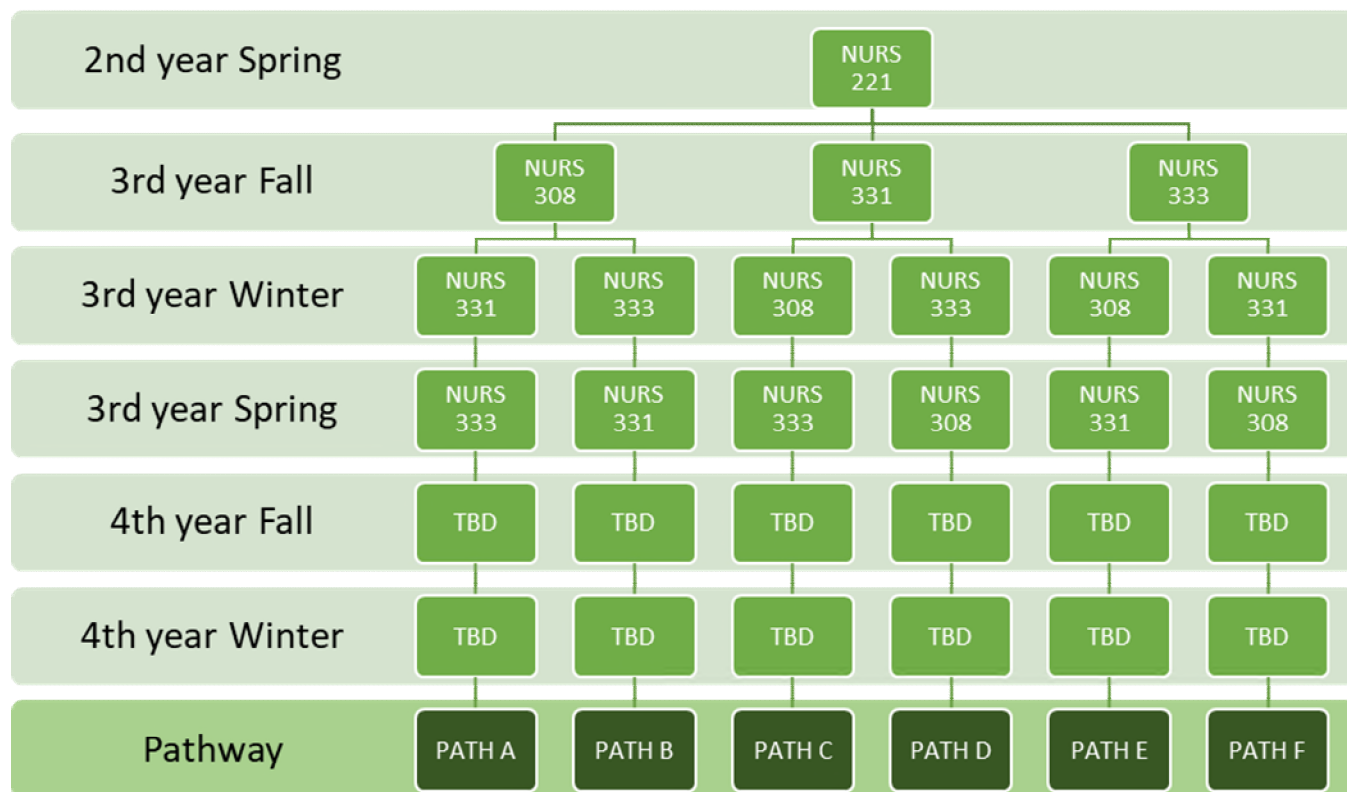 2nd year Spring
NURS
221
3rd year Fall
NURS
308
NURS
331
NURS
333
3rd year Winter
NURS
331
NURS
333
NURS
308
NURS
333
NURS
308
NURS
331
3rd year Spring
NURS
333
NURS
331
NURS
333
NURS
308
NURS
331
NURS
308
4th year Fall
TBD
TBD
TBD
TBD
TBD
TBD
4th year Winter
TBD
TBD
TBD
TBD
TBD
TBD
Pathway
PATH A
PATH B
PATH C
PATH D
PATH E
PATH F